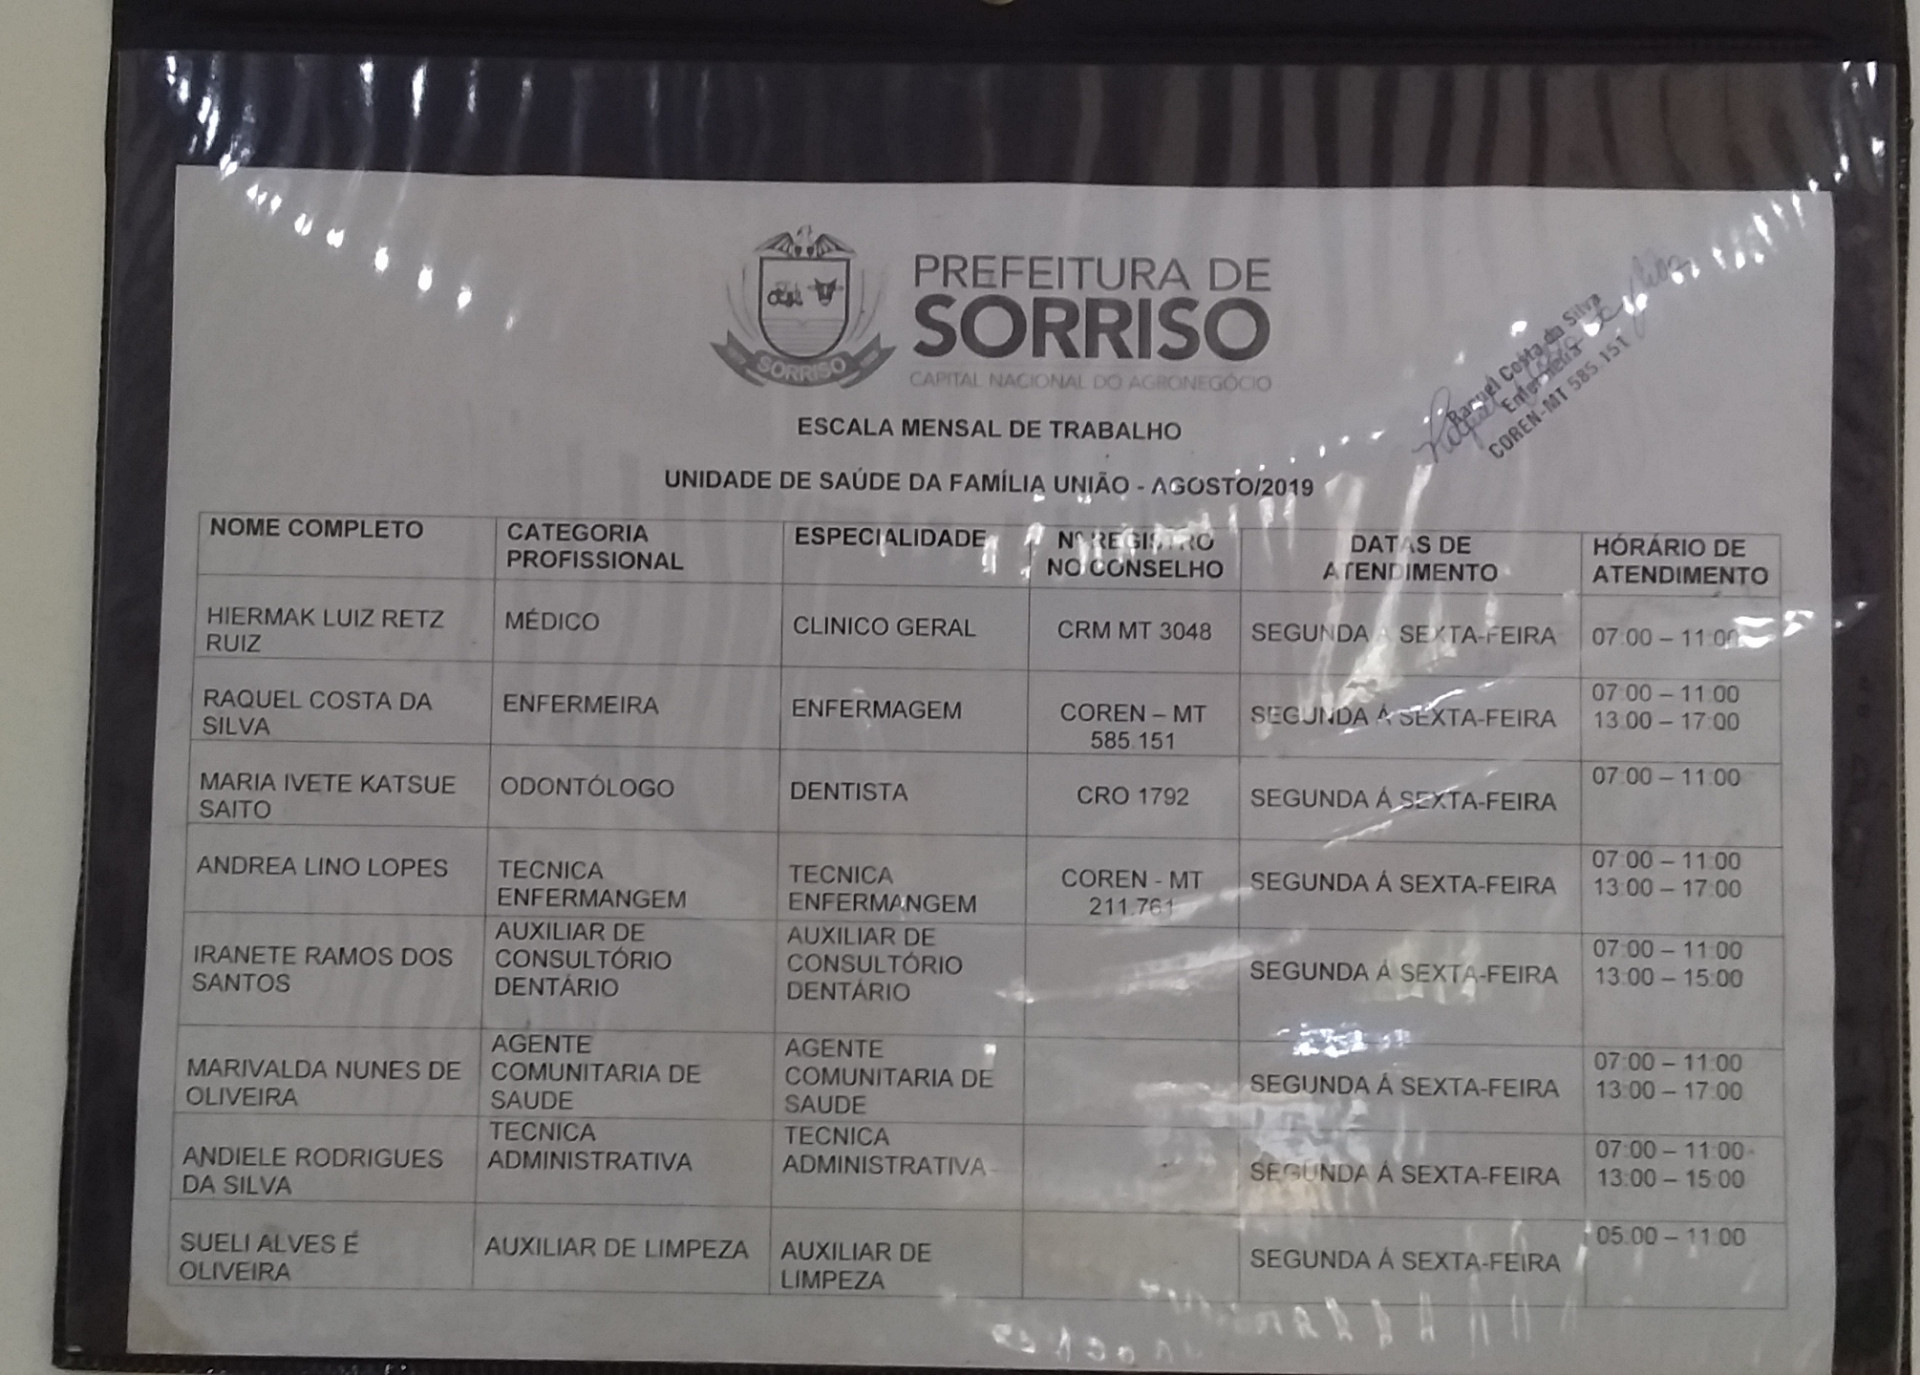 PREFEITURA DE
SORRISO
CAPITAL NACIONAL DO AGRONEGÓCIO
SORRISO
Raquel Costa da Silva
Enfermeira
COREN-MT 585.151
ESCALA MENSAL DE TRABALHO
UNIDADE DE SAÚDE DA FAMÍLIA UNIÃO - AGOSTO/2019
NOME COMPLETO
CATEGORIA
PROFISSIONAL
ESPECIALIDADE
Nº REGISTRO
NO CONSELHO
DATAS DE
ATENDIMENTO
HÓRÁRIO DE
ATENDIMENTO
HIERMAK LUIZ RETZ
RUIZ
MÉDICO
CLINICO GERAL
CRM MT 3048
SEGUNDA Á SEXTA-FEIRA
07:00 – 11:00
RAQUEL COSTA DA
SILVA
ENFERMEIRA
ENFERMAGEM
COREN – MT
585.151
SEGUNDA Á SEXTA-FEIRA
07:00 – 11:00
13:00 – 17:00
MARIA IVETE KATSUE
SAITO
ODONTÓLOGO
DENTISTA
CRO 1792
SEGUNDA Á SEXTA-FEIRA
07:00 – 11:00
ANDREA LINO LOPES
TECNICA
ENFERMANGEM
TECNICA
ENFERMANGEM
COREN - MT
211.761
SEGUNDA Á SEXTA-FEIRA
07:00 – 11:00
13:00 – 17:00
IRANETE RAMOS DOS
SANTOS
AUXILIAR DE
CONSULTÓRIO
DENTÁRIO
AUXILIAR DE
CONSULTÓRIO
DENTÁRIO
SEGUNDA Á SEXTA-FEIRA
07:00 – 11:00
13:00 – 15:00
MARIVALDA NUNES DE
OLIVEIRA
AGENTE
COMUNITARIA DE
SAUDE
AGENTE
COMUNITARIA DE
SAUDE
SEGUNDA Á SEXTA-FEIRA
07:00 – 11:00
13:00 – 17:00
ANDIELE RODRIGUES
DA SILVA
TECNICA
ADMINISTRATIVA
TECNICA
ADMINISTRATIVA
SEGUNDA Á SEXTA-FEIRA
07:00 – 11:00
13:00 – 15:00
SUELI ALVES É
OLIVEIRA
AUXILIAR DE LIMPEZA
AUXILIAR DE
LIMPEZA
SEGUNDA Á SEXTA-FEIRA
05:00 – 11:00